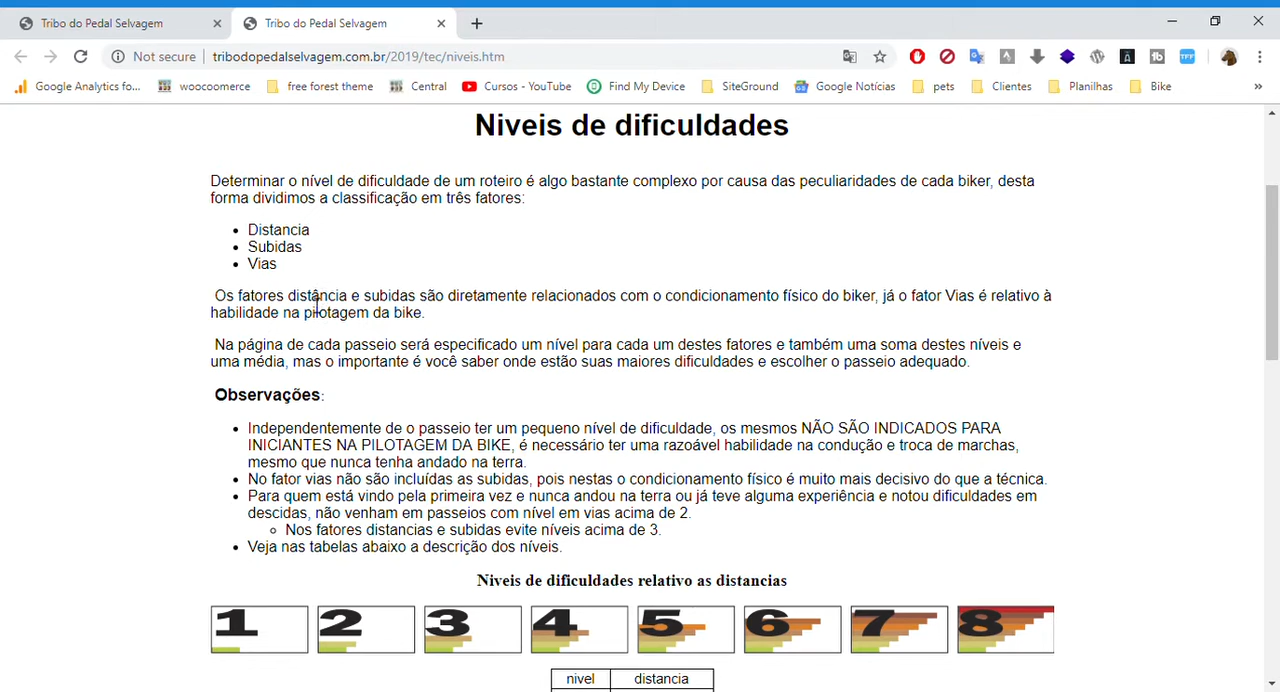 Tribo do Pedal Selvagem
Tribo do Pedal Selvagem
Not secure
tribodopedalselvagem.com.br/2019/tec/niveis.htm
Google Analytics fo...
woocoomerce
free forest theme
Central
Cursos - YouTube
Find My Device
SiteGround
Google Notícias
pets
Clientes
Planilhas
Bike
»
Niveis de dificuldades
Determinar o nível de dificuldade de um roteiro é algo bastante complexo por causa das peculiaridades de cada biker, desta
forma dividimos a classificação em três fatores:
Distancia
Subidas
Vias
Os fatores distância e subidas são diretamente relacionados com o condicionamento físico do biker, já o fator Vias é relativo à
habilidade na pilotagem da bike.
Na página de cada passeio será especificado um nível para cada um destes fatores e também uma soma destes níveis e
uma média, mas o importante é você saber onde estão suas maiores dificuldades e escolher o passeio adequado.
Observações:
Independentemente de o passeio ter um pequeno nível de dificuldade, os mesmos NÃO SÃO INDICADOS PARA
INICIANTES NA PILOTAGEM DA BIKE, é necessário ter uma razoável habilidade na condução e troca de marchas,
mesmo que nunca tenha andado na terra.
No fator vias não são incluídas as subidas, pois nestas o condicionamento físico é muito mais decisivo do que a técnica.
Para quem está vindo pela primeira vez e nunca andou na terra ou já teve alguma experiência e notou dificuldades em
descidas, não venham em passeios com nível em vias acima de 2.
Nos fatores distancias e subidas evite níveis acima de 3.
Veja nas tabelas abaixo a descrição dos níveis.
Niveis de dificuldades relativo as distancias
1 2 3 4 5 6 7 8
nivel distancia